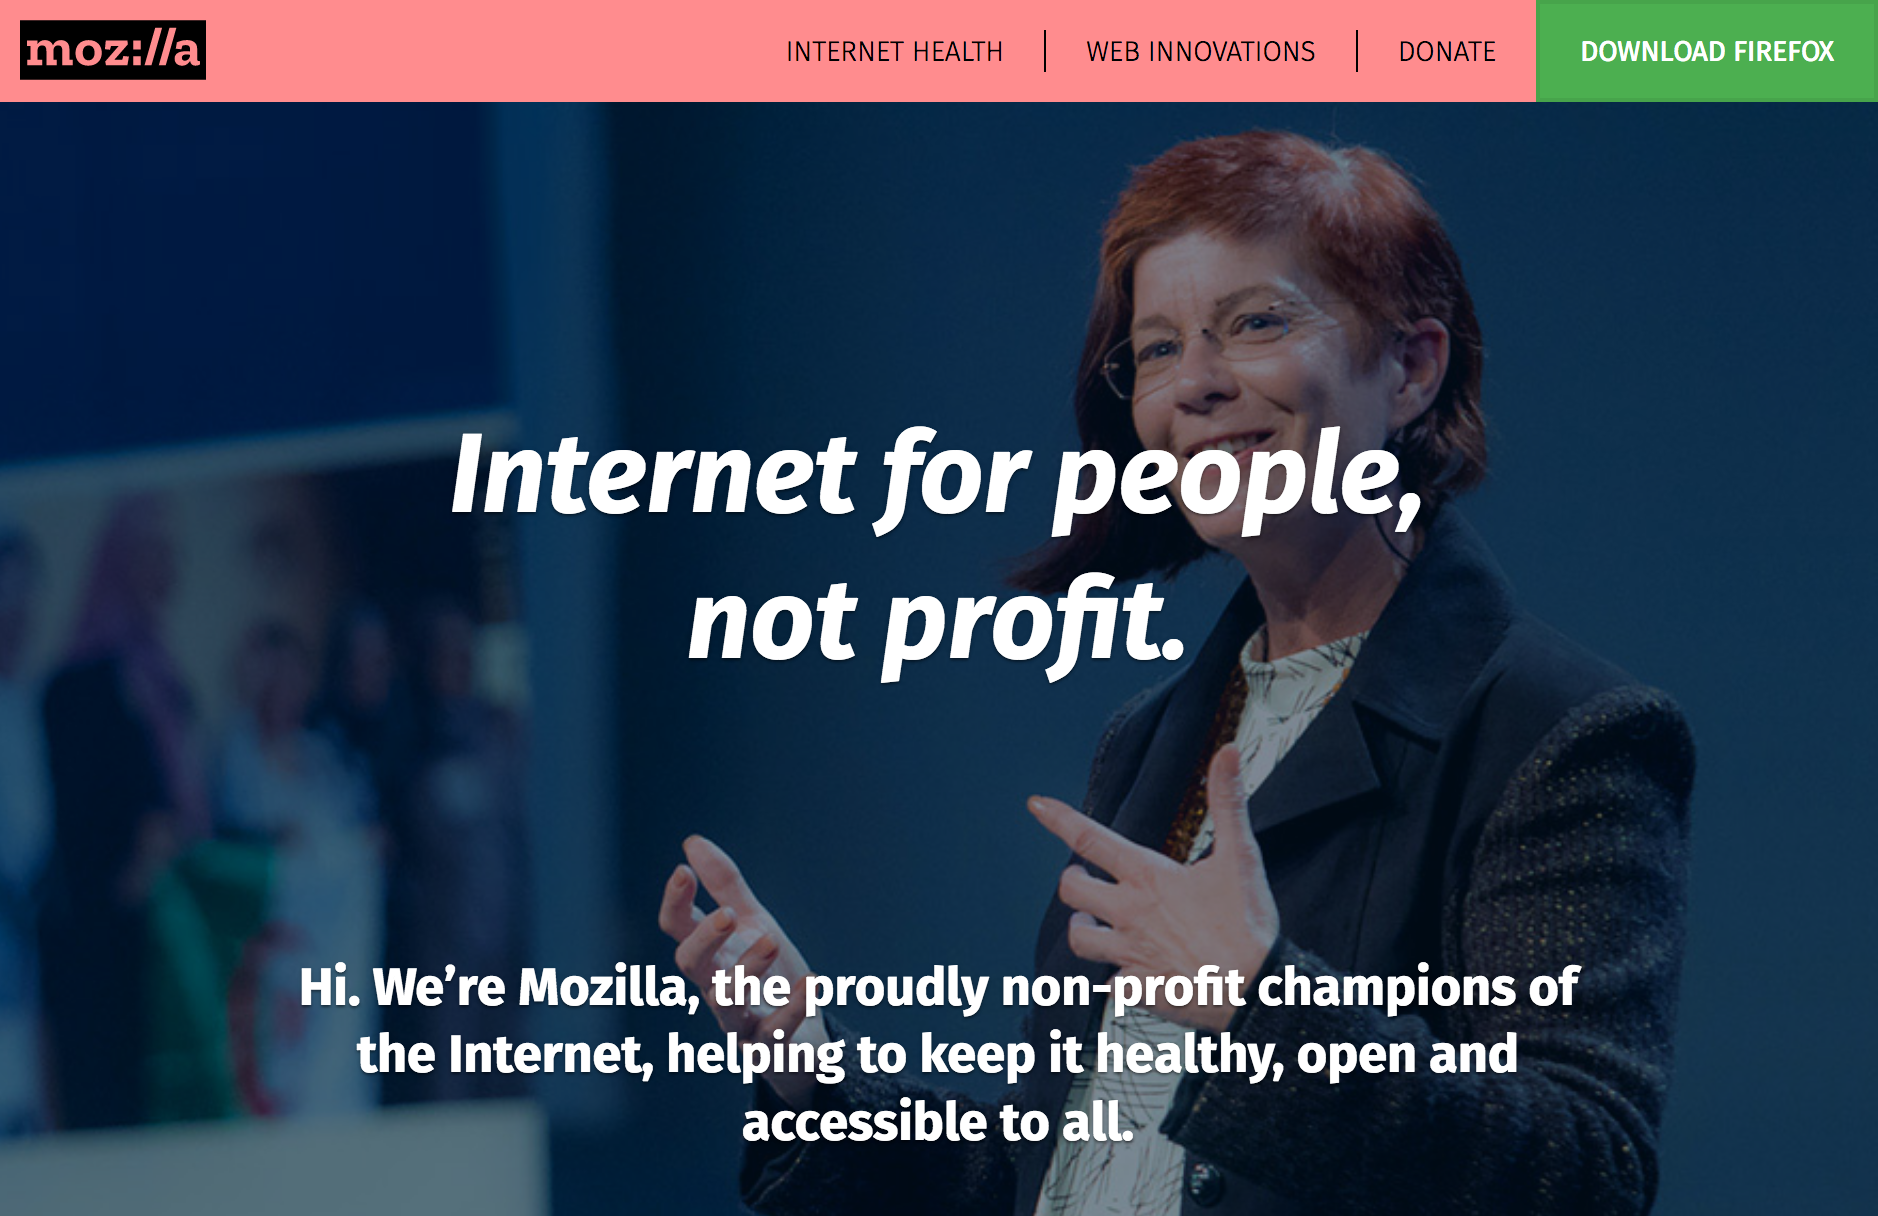 moz://a
INTERNET HEALTH
WEB INNOVATIONS
DONATE
DOWNLOAD FIREFOX
Internet for people,
not profit.
Hi. We’re Mozilla, the proudly non-profit champions of
the Internet, helping to keep it healthy, open and
accessible to all.